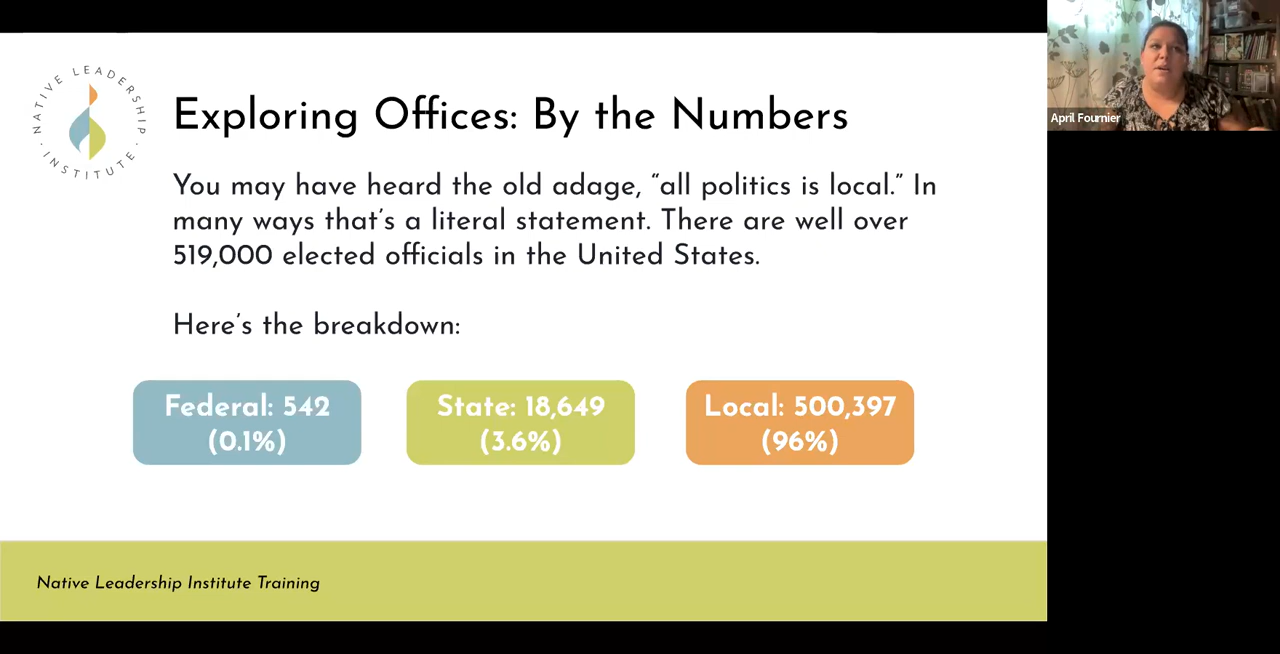 NATIVE LEADERSHIP · INSTITUTE ·
Exploring Offices: By the Numbers
You may have heard the old adage, “all politics is local.” In
many ways that’s a literal statement. There are well over
519,000 elected officials in the United States.
Here’s the breakdown:
Federal: 542
(0.1%)
State: 18,649
(3.6%)
Local: 500,397
(96%)
Native Leadership Institute Training
April Fournier